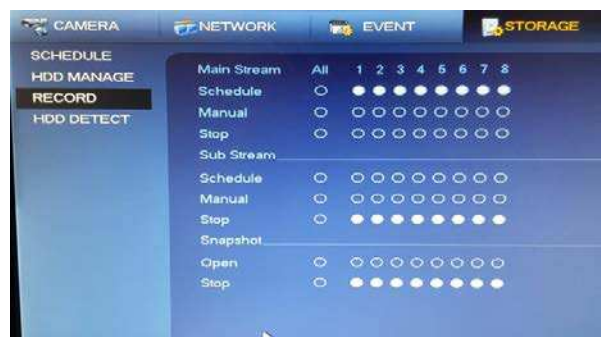 CAMERA NETWORK EVENT STORAGE
SCHEDULE
HDD MANAGE
RECORD
HDD DETECT
Main Stream All 1 2 3 4 5 6 7 8
Schedule
Manual
Stop
Sub Stream
Schedule
Manual
Stop
Snapshot
Open
Stop